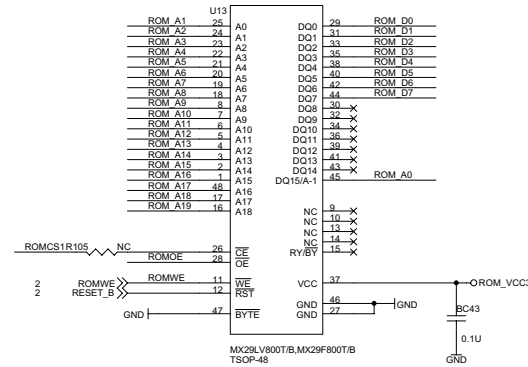 U13
ROM_A1 25 A0 DQ0 29 ROM_D0
ROM_A2 24 A1 DQ1 31 ROM_D1
ROM_A3 23 A2 DQ2 33 ROM_D2
ROM_A4 22 A3 DQ3 35 ROM_D3
ROM_A5 21 A4 DQ4 38 ROM_D4
ROM_A6 20 A5 DQ5 40 ROM_D5
ROM_A7 19 A6 DQ6 42 ROM_D6
ROM_A8 18 A7 DQ7 44 ROM_D7
ROM_A9 8 A8 DQ8 30
ROM_A10 7 A9 DQ9 32
ROM_A11 6 A10 DQ10 34
ROM_A12 5 A11 DQ11 36
ROM_A13 4 A12 DQ12 39
ROM_A14 3 A13 DQ13 41
ROM_A15 2 A14 DQ14 43
ROM_A16 1 A15 DQ15/A-1 45 ROM_A0
ROM_A17 48 A16
ROM_A18 17 A17
ROM_A19 16 A18
NC 9
NC 10
NC 13
NC 14
RY/BY 15
ROMCS1R105 NC 26 CE
ROMOE 28 OE
2 ROMWE ROMWE 11 WE
2 RESET_B 12 RST
GND 47 BYTE
VCC 37 ROM_VCC3
GND 46 GND
GND 27
BC43
0.1U
GND
MX29LV800T/B,MX29F800T/B
TSOP-48